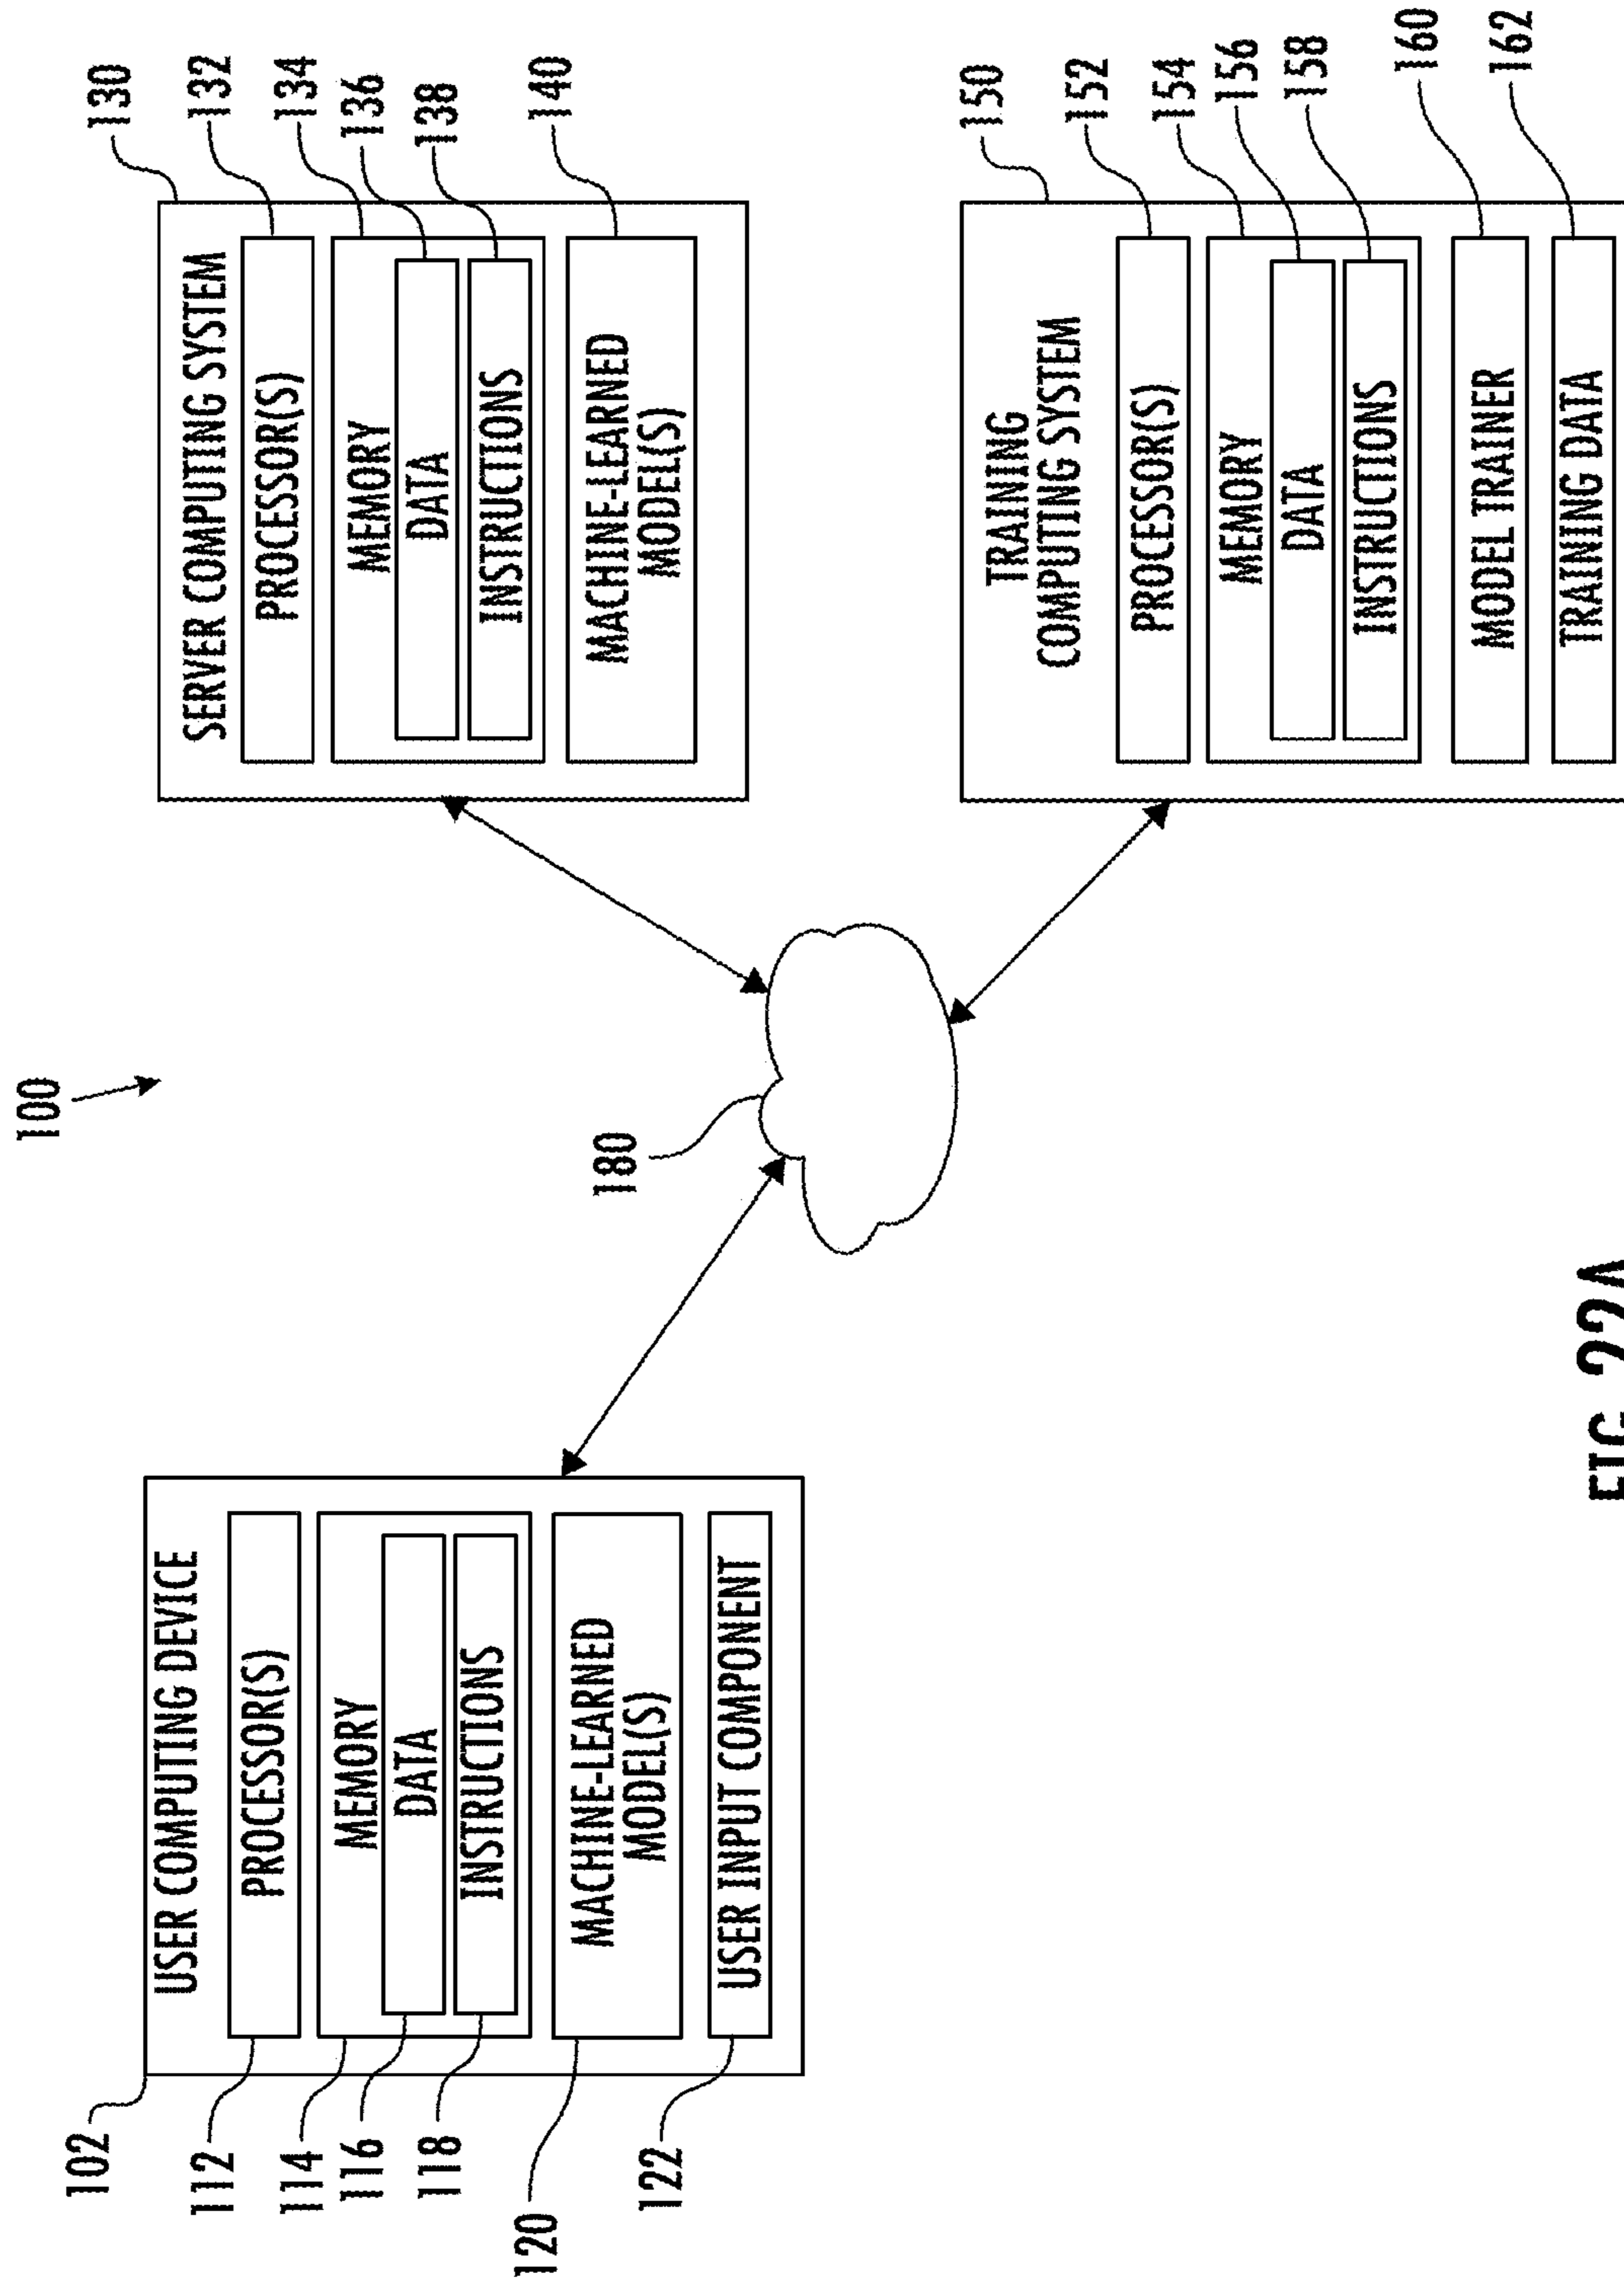 100
102
USER COMPUTING DEVICE
112
PROCESSOR(S)
114
MEMORY
116
DATA
118
INSTRUCTIONS
120
MACHINE-LEARNED
MODEL(S)
122
USER INPUT COMPONENT
180
130
SERVER COMPUTING SYSTEM
132
PROCESSOR(S)
134
MEMORY
136
DATA
138
INSTRUCTIONS
140
MACHINE-LEARNED
MODEL(S)
150
TRAINING
COMPUTING SYSTEM
152
PROCESSOR(S)
154
MEMORY
156
DATA
158
INSTRUCTIONS
160
MODEL TRAINER
162
TRAINING DATA
FIG. 22A